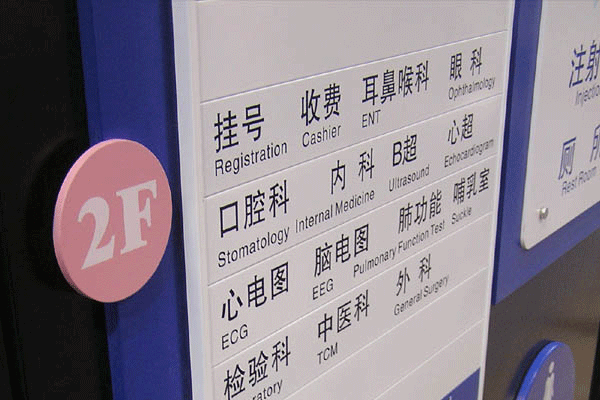 2F
挂号 收费 耳鼻喉科 眼科
Registration Cashier ENT Ophthalmology
口腔科 内科 B超 心超
Stomatology Internal Medicine Ultrasound Echocardiogram
心电图 脑电图 肺功能 哺乳室
ECG EEG Pulmonary Function Test Suckle
检验科 中医科 外科
TCM General Surgery
注射
Injection
厕所
Rest Room